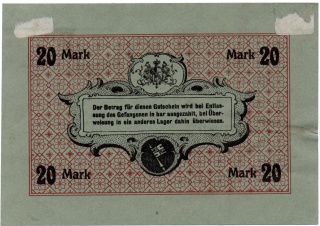 20 Mark Mark 20
Der Betrag für diesen Gutschein wird bei Entlas-
sung des Gefangenen in bar ausgezahlt, bei Über-
weisung in ein anderes Lager dahin überwiesen.
20 Mark Mark 20